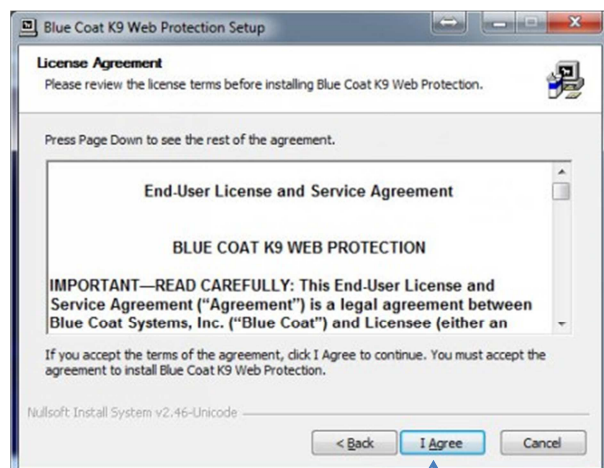 Blue Coat K9 Web Protection Setup
License Agreement
Please review the license terms before installing Blue Coat K9 Web Protection.
Press Page Down to see the rest of the agreement.
End-User License and Service Agreement
BLUE COAT K9 WEB PROTECTION
IMPORTANT—READ CAREFULLY: This End-User License and
Service Agreement (“Agreement”) is a legal agreement between
Blue Coat Systems, Inc. (“Blue Coat”) and Licensee (either an
If you accept the terms of the agreement, click I Agree to continue. You must accept the
agreement to install Blue Coat K9 Web Protection.
Nullsoft Install System v2.46-Unicode
< Back I Agree Cancel